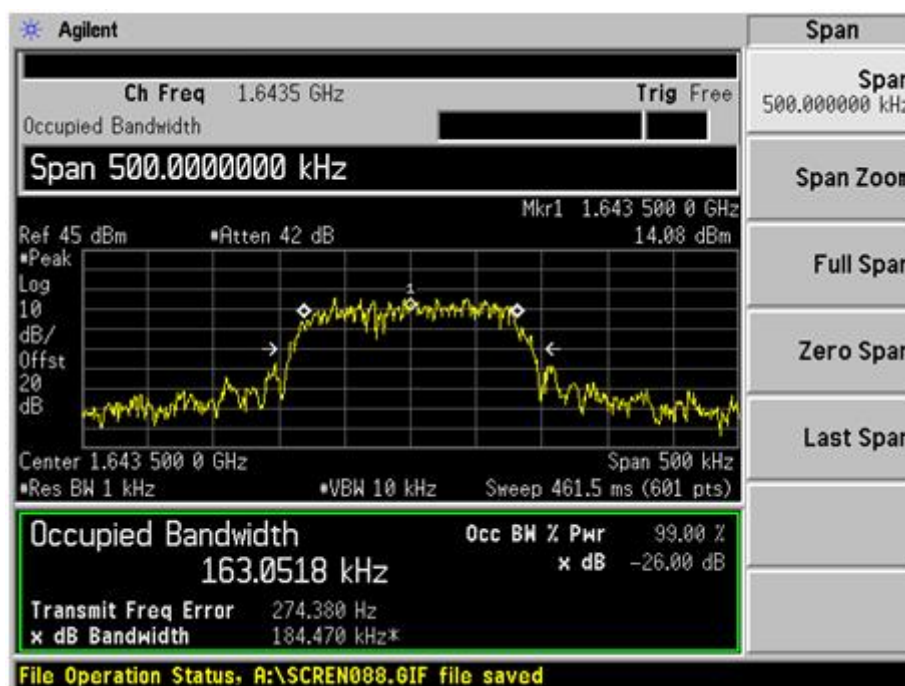 Agilent
Span
Ch Freq 1.6435 GHz Trig Free
Occupied Bandwidth
Span 500.0000000 kHz
Mkr1 1.643 500 0 GHz
Ref 45 dBm #Atten 42 dB 14.08 dBm
#Peak
Log
10
dB/
Offst
20
dB
1
Center 1.643 500 0 GHz Span 500 kHz
#Res BW 1 kHz #VBW 10 kHz Sweep 461.5 ms (601 pts)
Occupied Bandwidth
163.0518 kHz
Occ BW % Pwr 99.00 %
x dB -26.00 dB
Transmit Freq Error 274.380 Hz
x dB Bandwidth 184.470 kHz*
File Operation Status, A:\SCREN088.GIF file saved
Span
500.000000 kHz
Span Zoom
Full Span
Zero Span
Last Span